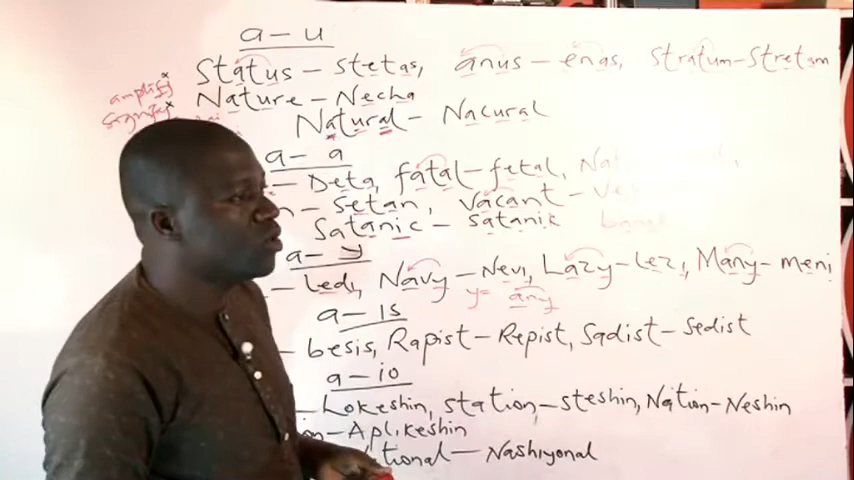 a - u
Status - stetas, anus - enas, Stratum - Stretam
amplify Nature - Necha
Natural - Nacural
a - a
- Deta, fatal - fetal,
- setan, vacant -
Satanic - satanik
a - y
- Ledi, Navy - Nevi, Lazy - Lezi, Many - meni
y= any
a - is
- besis, Rapist - Repist, Sadist - Sedist
a - io
- Lokeshin, station - steshin, Nation - Neshin
- Aplikeshin
tional - Nashiyonal